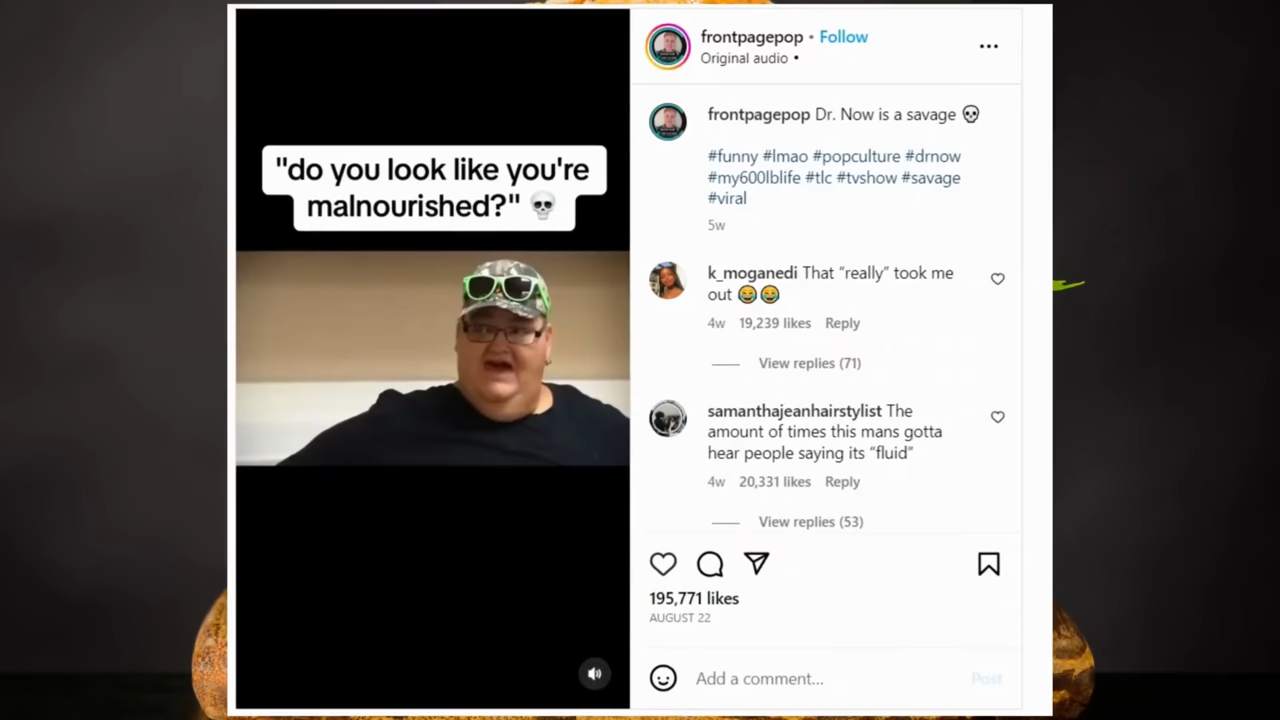 "do you look like you're
malnourished?" 💀
frontpagepop • Follow
Original audio •
frontpagepop Dr. Now is a savage 💀
#funny #lmao #popculture #drnow
#my600lblife #tlc #tvshow #savage
#viral
5w
k_moganedi That “really” took me
out 😂😂
4w 19,239 likes Reply
View replies (71)
samanthajeanhairstylist The
amount of times this mans gotta
hear people saying its “fluid”
4w 20,331 likes Reply
View replies (53)
195,771 likes
AUGUST 22
Add a comment...
Post